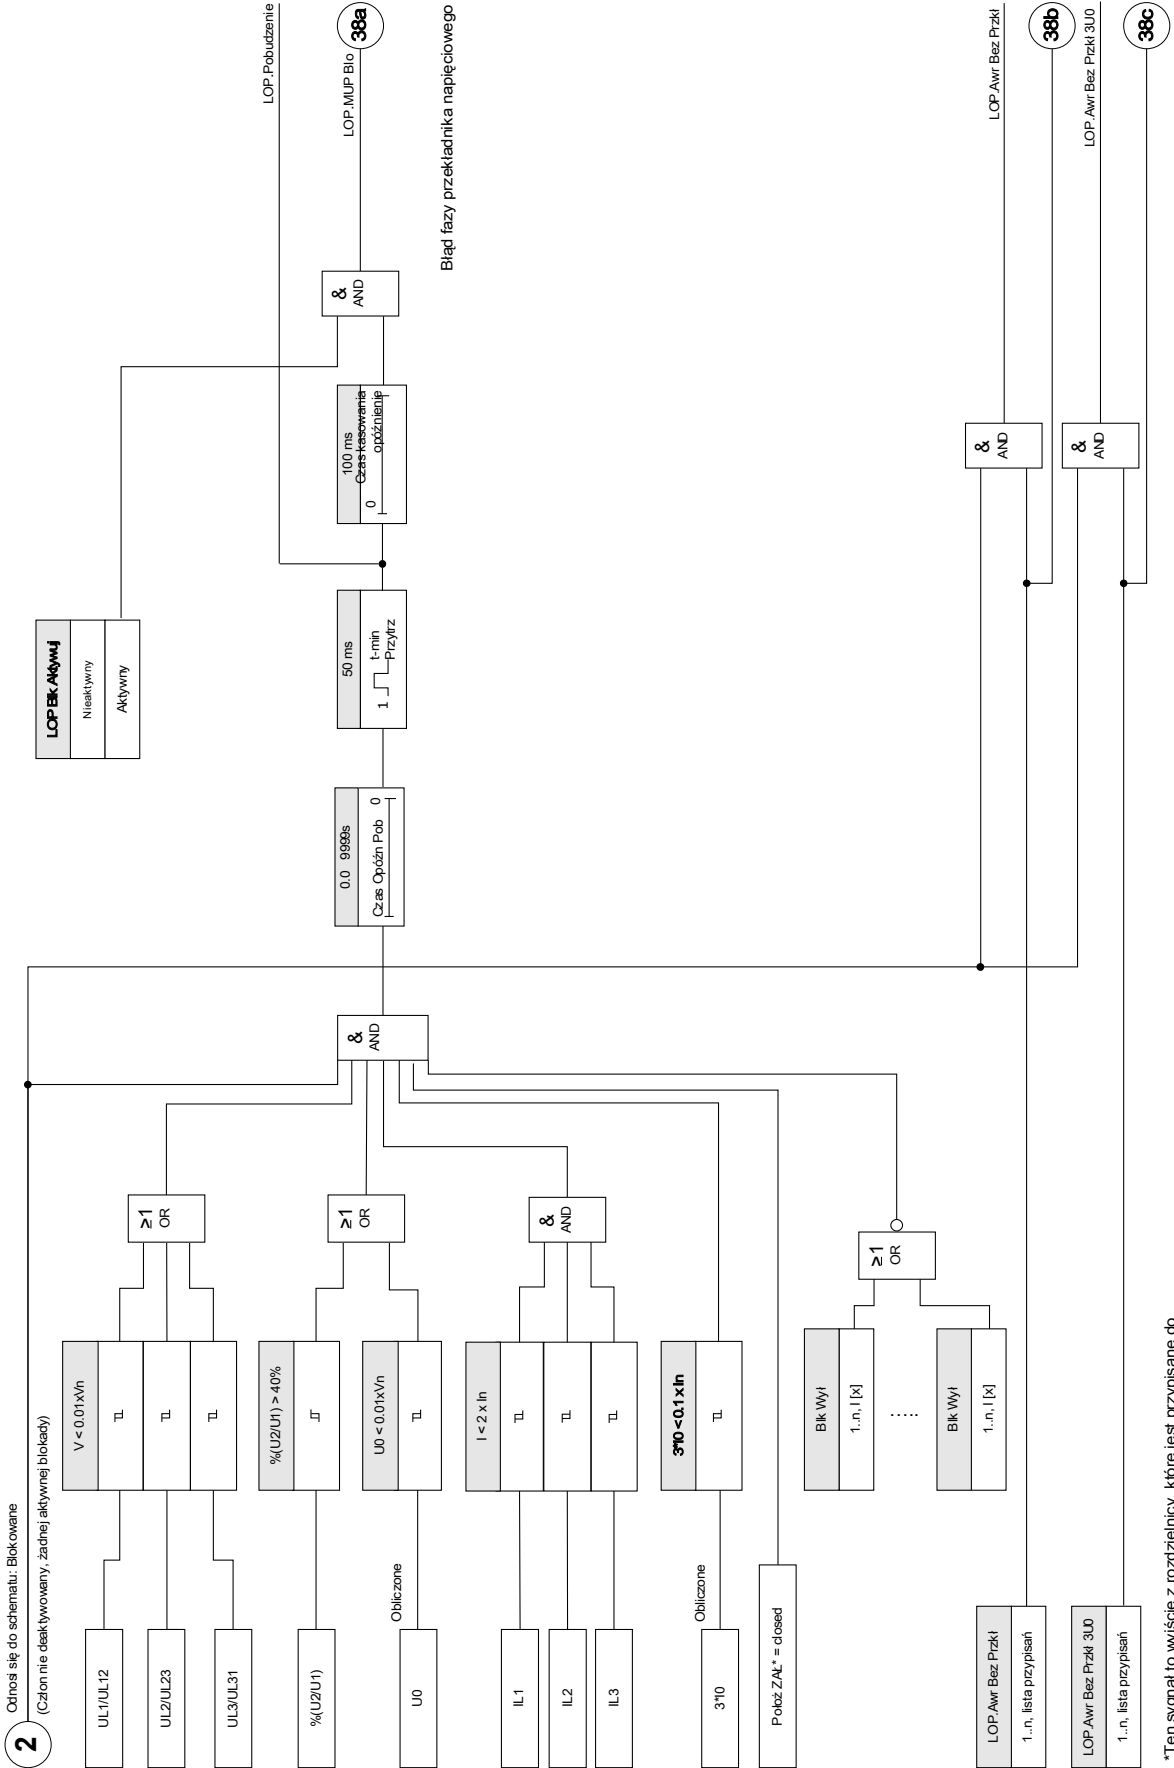 2
Odnosi się do schematu: Blokowane
(Człon nie deaktywowany, żadnej aktywnej blokady)
UL1/UL12
UL2/UL23
UL3/UL31
V < 0.01xVn
≥1
OR
%(U2/U1)
%(U2/U1) > 40%
Obliczone
U0
U0 < 0.01xVn
≥1
OR
IL1
IL2
IL3
I < 2 x In
&
AND
Obliczone
3*I0
3*I0 < 0.1 x In
Położ ZAŁ* = closed
Blk Wył
1..n, I [x]
.....
Blk Wył
1..n, I [x]
≥1
OR
&
AND
0.0 9999s
Czas Opóźn Pob
0
50 ms
1
t-min
Przytrz
100 ms
Czas kasowania
opóźnienie
0
LOP Blk Aktywuj
Nieaktywny
Aktywny
&
AND
LOP.Pobudzenie
LOP.MUP Blo
38a
Błąd fazy przekładnika napięciowego
LOP.Awr Bez Przkł
1..n, lista przypisań
&
AND
LOP.Awr Bez Przkł
38b
LOP.Awr Bez Przkł 3U0
1..n, lista przypisań
&
AND
LOP.Awr Bez Przkł 3U0
38c
*Ten sygnał to wyjście z rozdzielnicy, które jest przypisane do